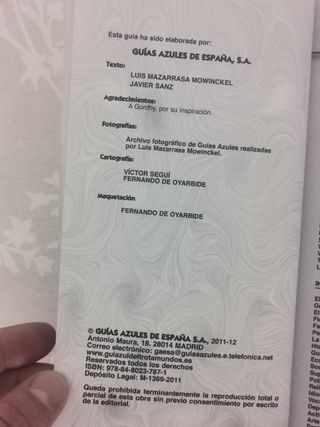 Esta guía ha sido elaborada por:
GUÍAS AZULES DE ESPAÑA, S.A.
Texto:
LUIS MAZARRASA MOWINCKEL
JAVIER SANZ
Agradecimientos:
A Gordhy, por su inspiración.
Fotografías:
Archivo fotográfico de Guías Azules realizadas
por Luis Mazarrasa Mowinckel.
Cartografía:
VÍCTOR SEGUÍ
FERNANDO DE OYARBIDE
Maquetación
FERNANDO DE OYARBIDE
© GUÍAS AZULES DE ESPAÑA S.A., 2011-12
Antonio Maura, 18. 28014 MADRID
Correo electrónico: gaesa@guiasazules.e.telefonica.net
www.guiazuldeltrotamundos.es
Reservados todos los derechos
ISBN: 978-84-8023-787-1
Depósito Legal: M-1369-2011
Queda prohibida terminantemente la reproducción total o
parcial de esta obra sin previo consentimiento por escrito
de la editorial.